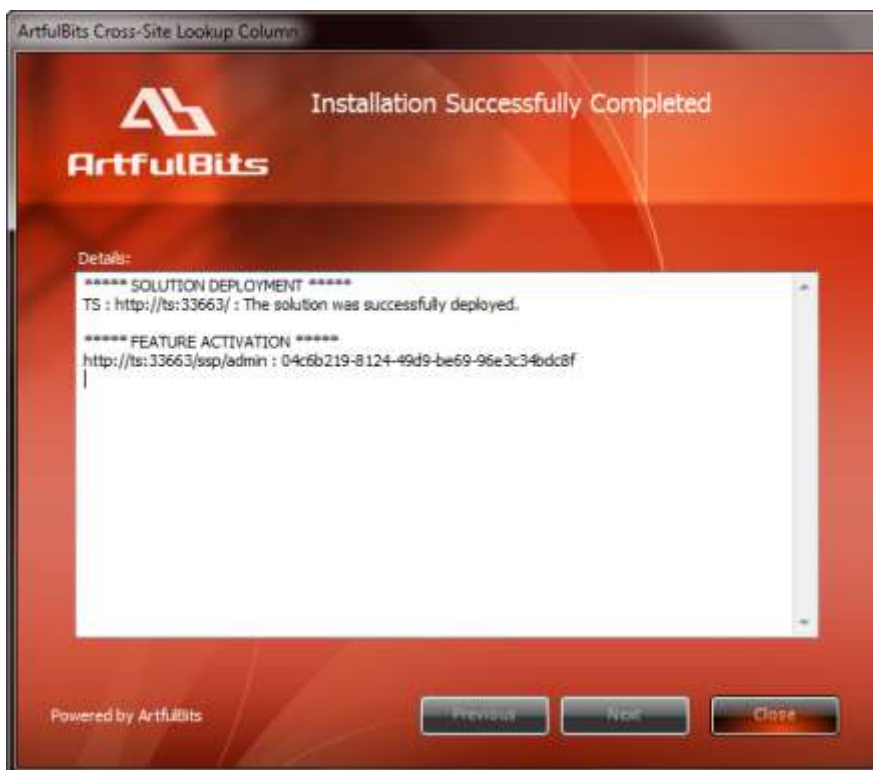 ArtfulBits Cross-Site Lookup Column
Installation Successfully Completed
ArtfulBits
Details:
***** SOLUTION DEPLOYMENT *****
TS : http://ts:33663/ : The solution was successfully deployed.
***** FEATURE ACTIVATION *****
http://ts:33663/ssp/admin : 04c6b219-8124-49d9-be69-96e3c34bdc8f
Powered by ArtfulBits
Previous
Next
Close